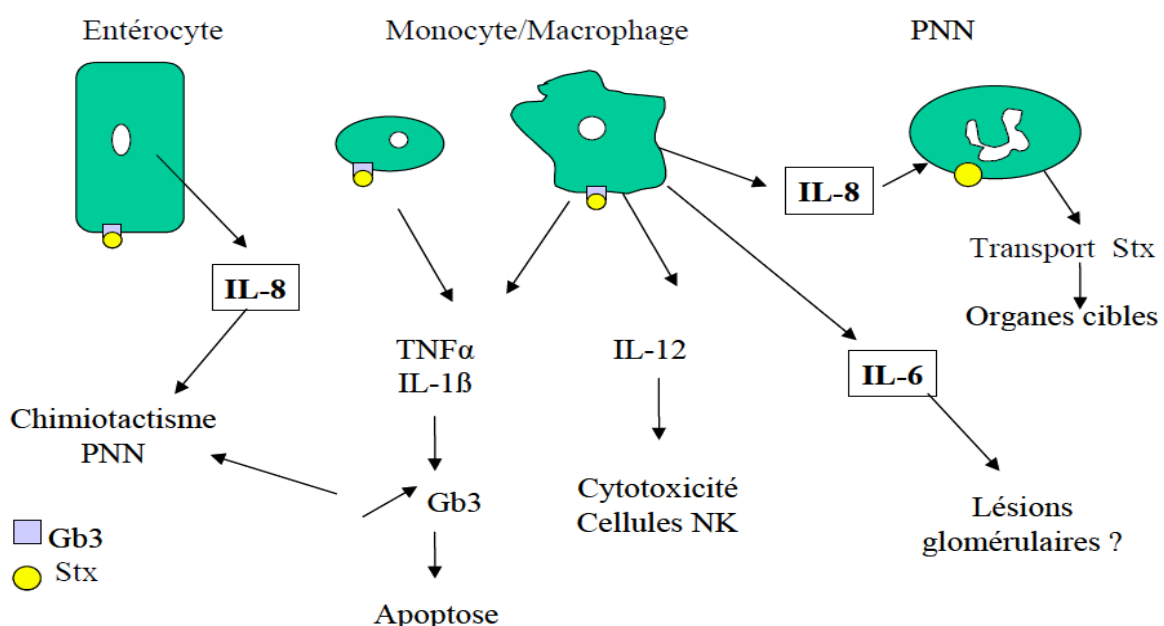 Entérocyte
Monocyte/Macrophage
PNN
IL-8
IL-8
Transport Stx
Organes cibles
TNFα
IL-1ß
IL-12
IL-6
Chimiotactisme
PNN
Gb3
Cytotoxicité
Cellules NK
Lésions
glomérulaires ?
Gb3
Stx
Apoptose